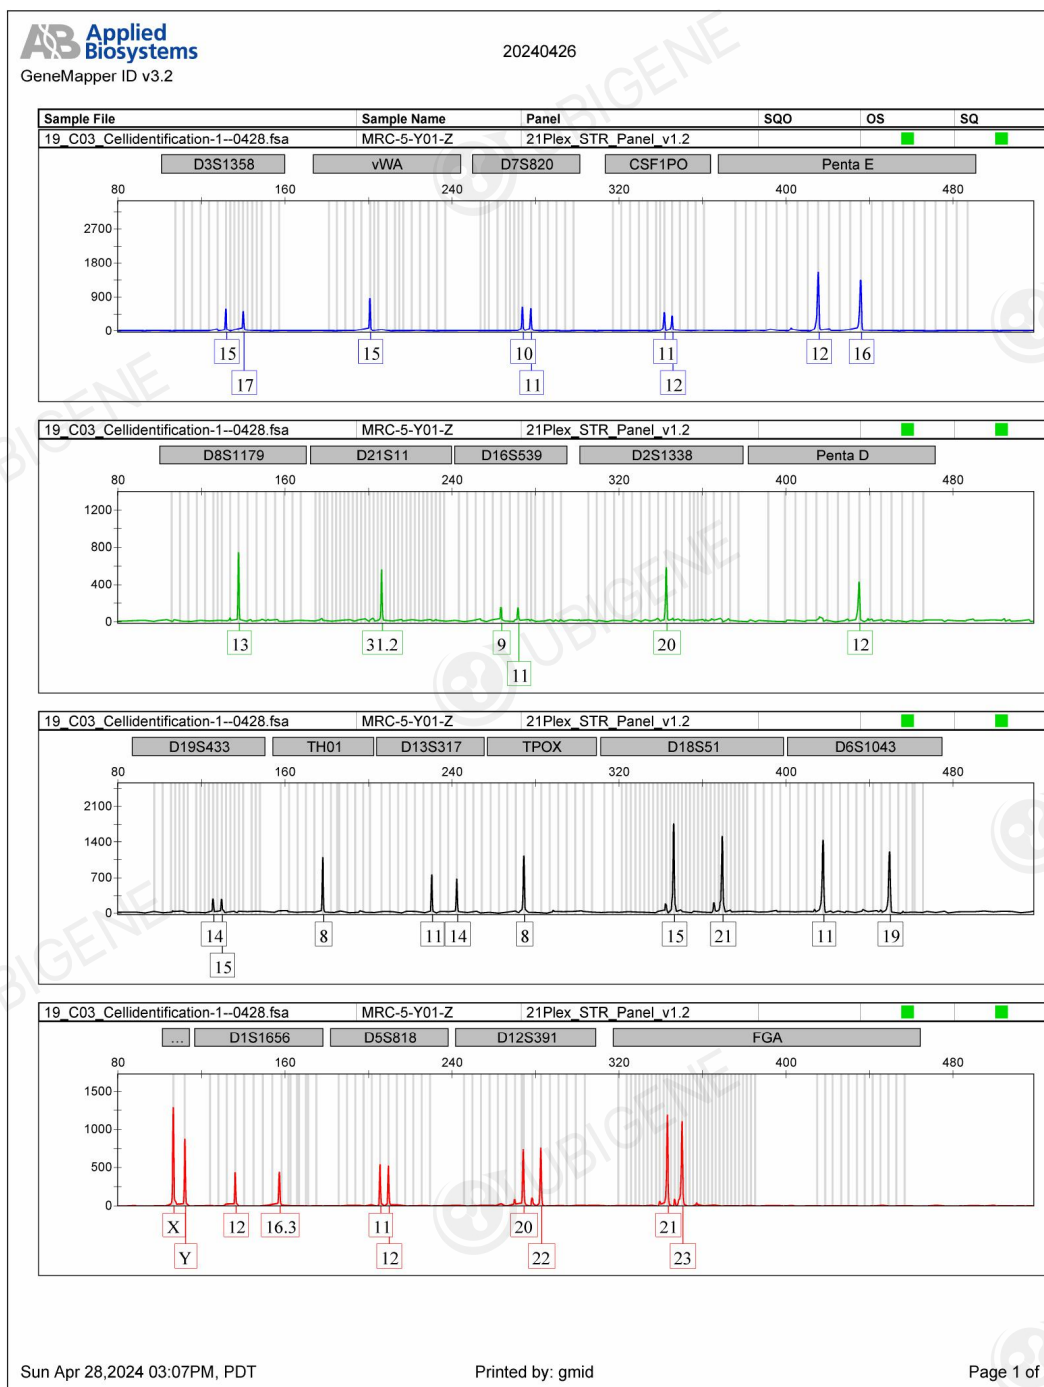 AB Applied
Biosystems
GeneMapper ID v3.2
20240426
Sample File Sample Name Panel SQO OS SQ
19_C03_Cellidentification-1--0428.fsa MRC-5-Y01-Z 21Plex_STR_Panel_v1.2
D3S1358 vWA D7S820 CSF1PO Penta E
80 160 240 320 400 480
2700
1800
900
0
15 15 10 11 12 16
17 11 12
19_C03_Cellidentification-1--0428.fsa MRC-5-Y01-Z 21Plex_STR_Panel_v1.2
D8S1179 D21S11 D16S539 D2S1338 Penta D
80 160 240 320 400 480
1200
800
400
0
13 31.2 9 20 12
11
19_C03_Cellidentification-1--0428.fsa MRC-5-Y01-Z 21Plex_STR_Panel_v1.2
D19S433 TH01 D13S317 TPOX D18S51 D6S1043
80 160 240 320 400 480
2100
1400
700
0
14 8 11 14 8 15 21 11 19
15
19_C03_Cellidentification-1--0428.fsa MRC-5-Y01-Z 21Plex_STR_Panel_v1.2
... D1S1656 D5S818 D12S391 FGA
80 160 240 320 400 480
1500
1000
500
0
X 12 16.3 11 20 21
Y 12 22 23
Sun Apr 28,2024 03:07PM, PDT Printed by: gmid Page 1 of
UBIGENE
UBIGENE
UBIGENE
UBIGENE
UBIGENE